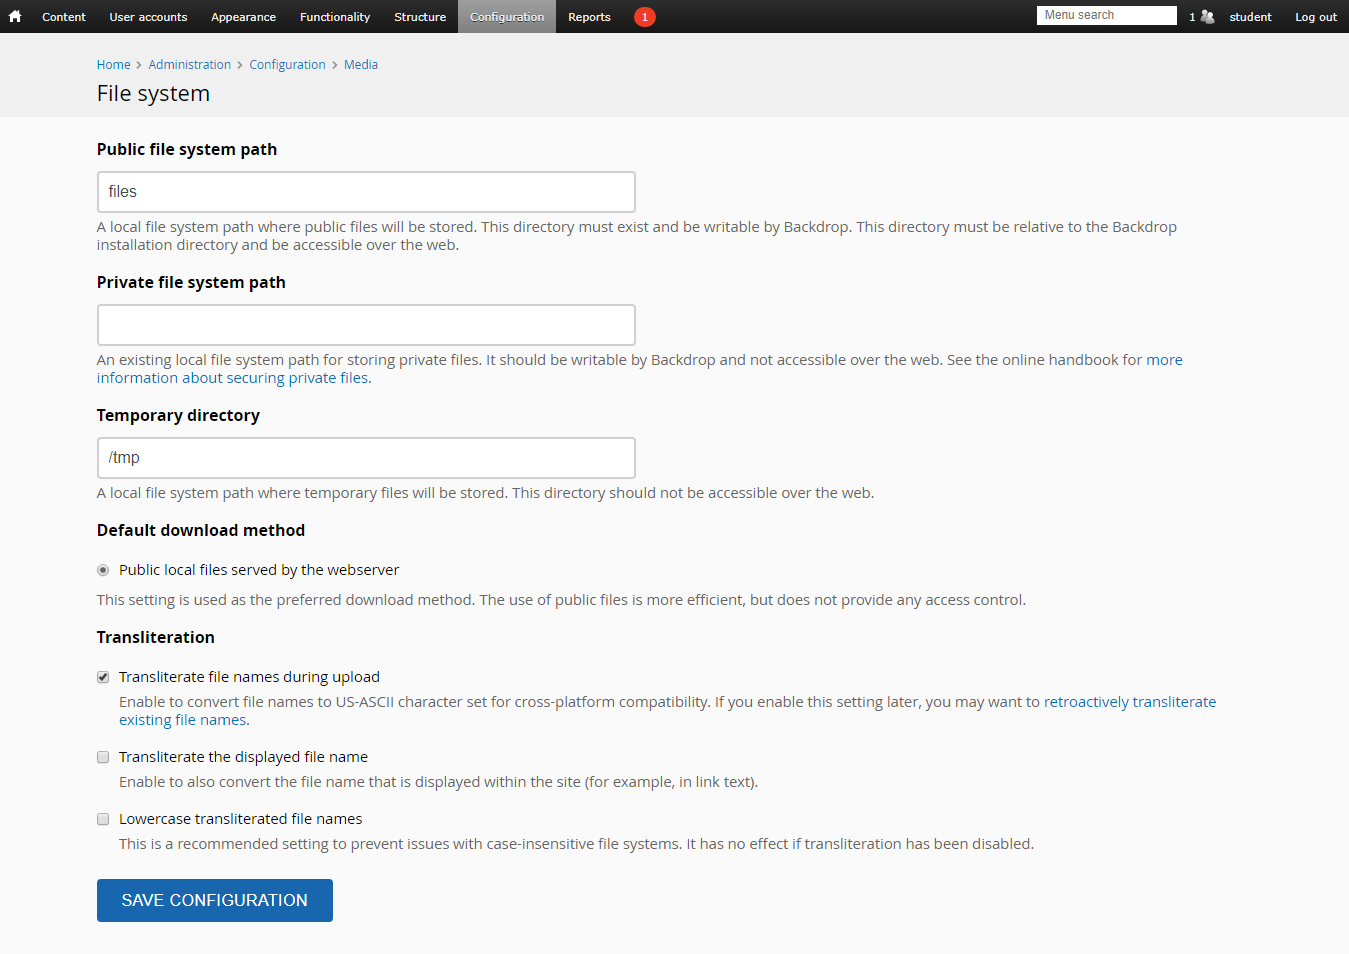 Content User accounts Appearance Functionality Structure Configuration Reports 1 Menu search 1 student Log out
Home > Administration > Configuration > Media
File system
Public file system path
files
A local file system path where public files will be stored. This directory must exist and be writable by Backdrop. This directory must be relative to the Backdrop
installation directory and be accessible over the web.
Private file system path
An existing local file system path for storing private files. It should be writable by Backdrop and not accessible over the web. See the online handbook for more
information about securing private files.
Temporary directory
/tmp
A local file system path where temporary files will be stored. This directory should not be accessible over the web.
Default download method
Public local files served by the webserver
This setting is used as the preferred download method. The use of public files is more efficient, but does not provide any access control.
Transliteration
Transliterate file names during upload
Enable to convert file names to US-ASCII character set for cross-platform compatibility. If you enable this setting later, you may want to retroactively transliterate
existing file names.
Transliterate the displayed file name
Enable to also convert the file name that is displayed within the site (for example, in link text).
Lowercase transliterated file names
This is a recommended setting to prevent issues with case-insensitive file systems. It has no effect if transliteration has been disabled.
SAVE CONFIGURATION